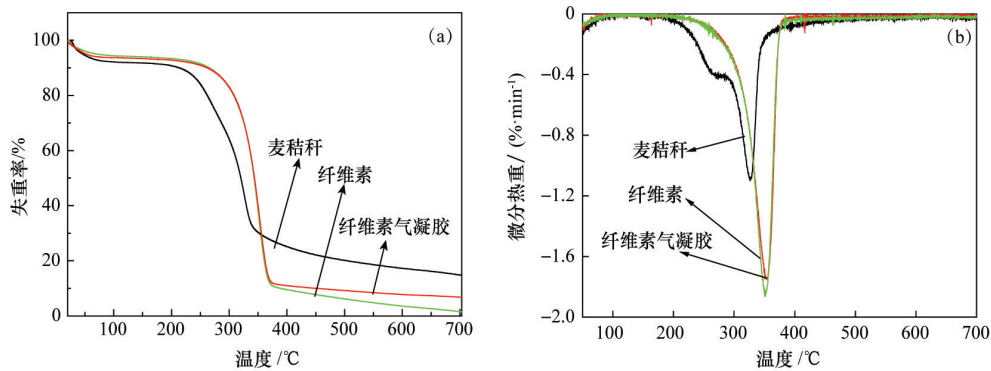 (a)
100
80
60
40
20
0
失重率/%
麦秸秆
纤维素
纤维素气凝胶
100 200 300 400 500 600 700
温度 /℃
(b)
0
−0.4
−0.8
−1.2
−1.6
−2.0
微分热重 / (%·min⁻¹)
麦秸秆
纤维素
纤维素气凝胶
100 200 300 400 500 600 700
温度 /℃